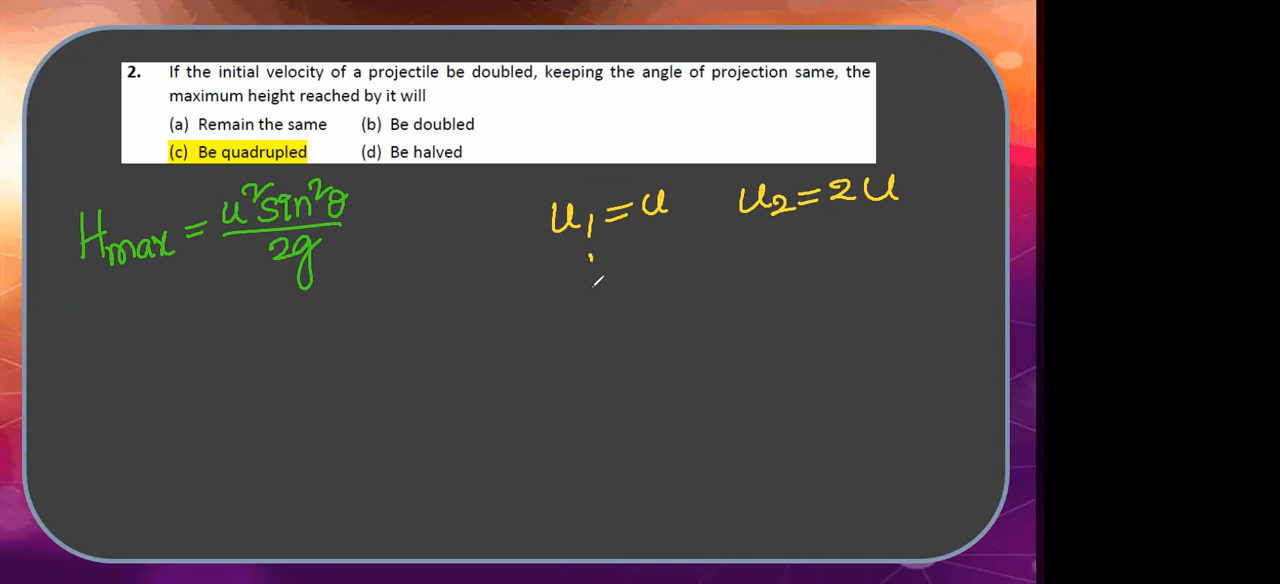 2. If the initial velocity of a projectile be doubled, keeping the angle of projection same, the
maximum height reached by it will
(a) Remain the same (b) Be doubled
(c) Be quadrupled (d) Be halved
Hmax = u²sin²θ / 2g
u₁ = u u₂ = 2u